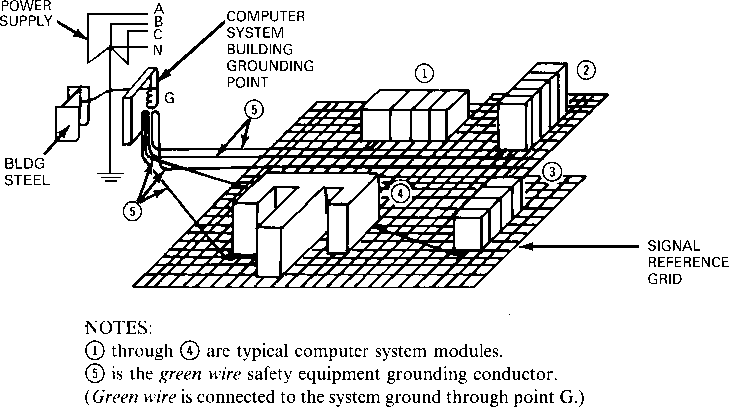 POWER
SUPPLY
A
B
C
N
COMPUTER
SYSTEM
BUILDING
GROUNDING
POINT
G
BLDG
STEEL
①
②
③
④
⑤
⑤
SIGNAL
REFERENCE
GRID
NOTES:
① through ④ are typical computer system modules.
⑤ is the green wire safety equipment grounding conductor.
(Green wire is connected to the system ground through point G.)